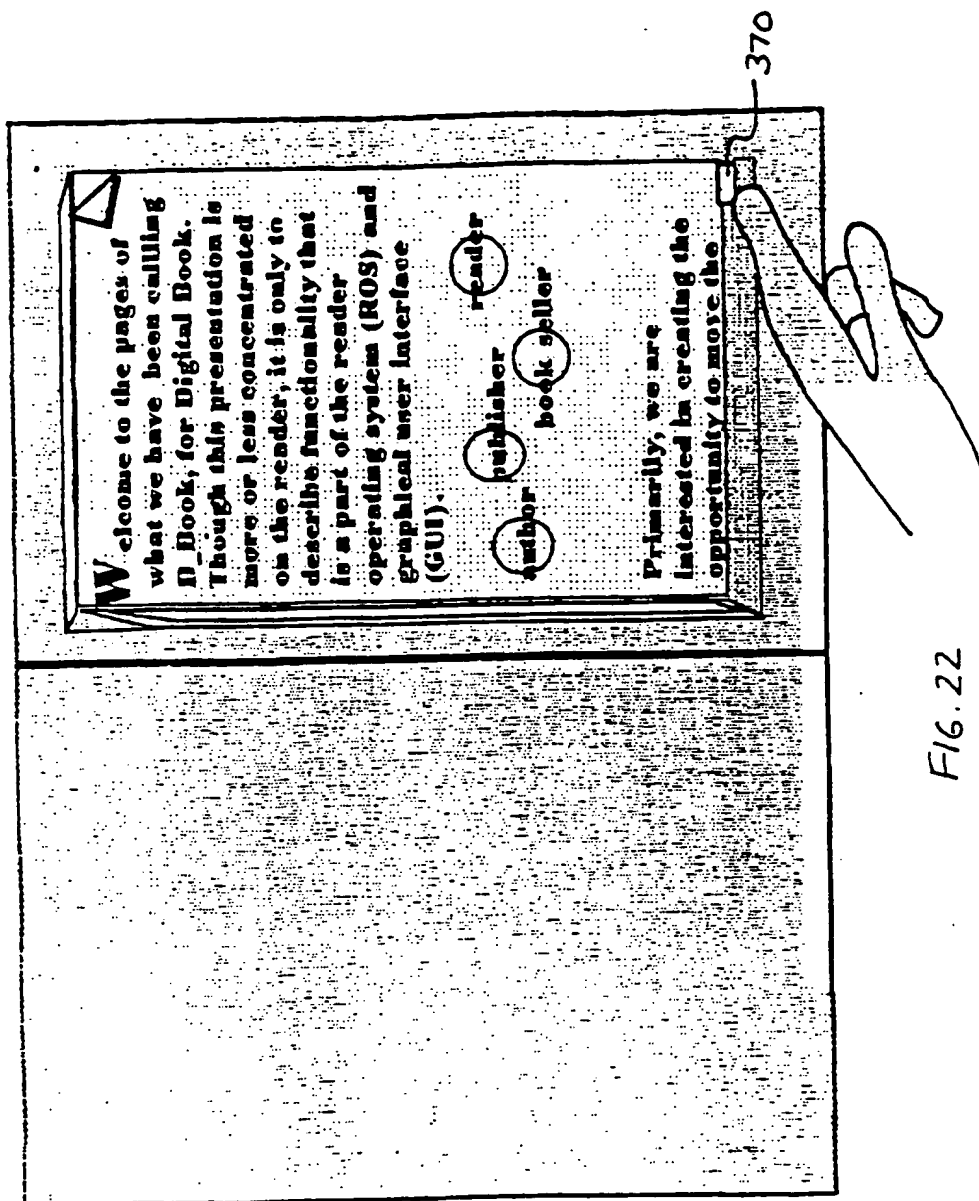 Welcome to the pages of
what we have been callling
D_Book, for Digital Book.
Though this presentation is
more or less concentrated
on the reader, it is only to
describe functionality that
is a part of the reader
operating system (ROS) and
graphical user interface
(GUI).
author publisher reader
book seller
Primarily, we are
interested in creating the
opportunity to move the
370
FIG. 22